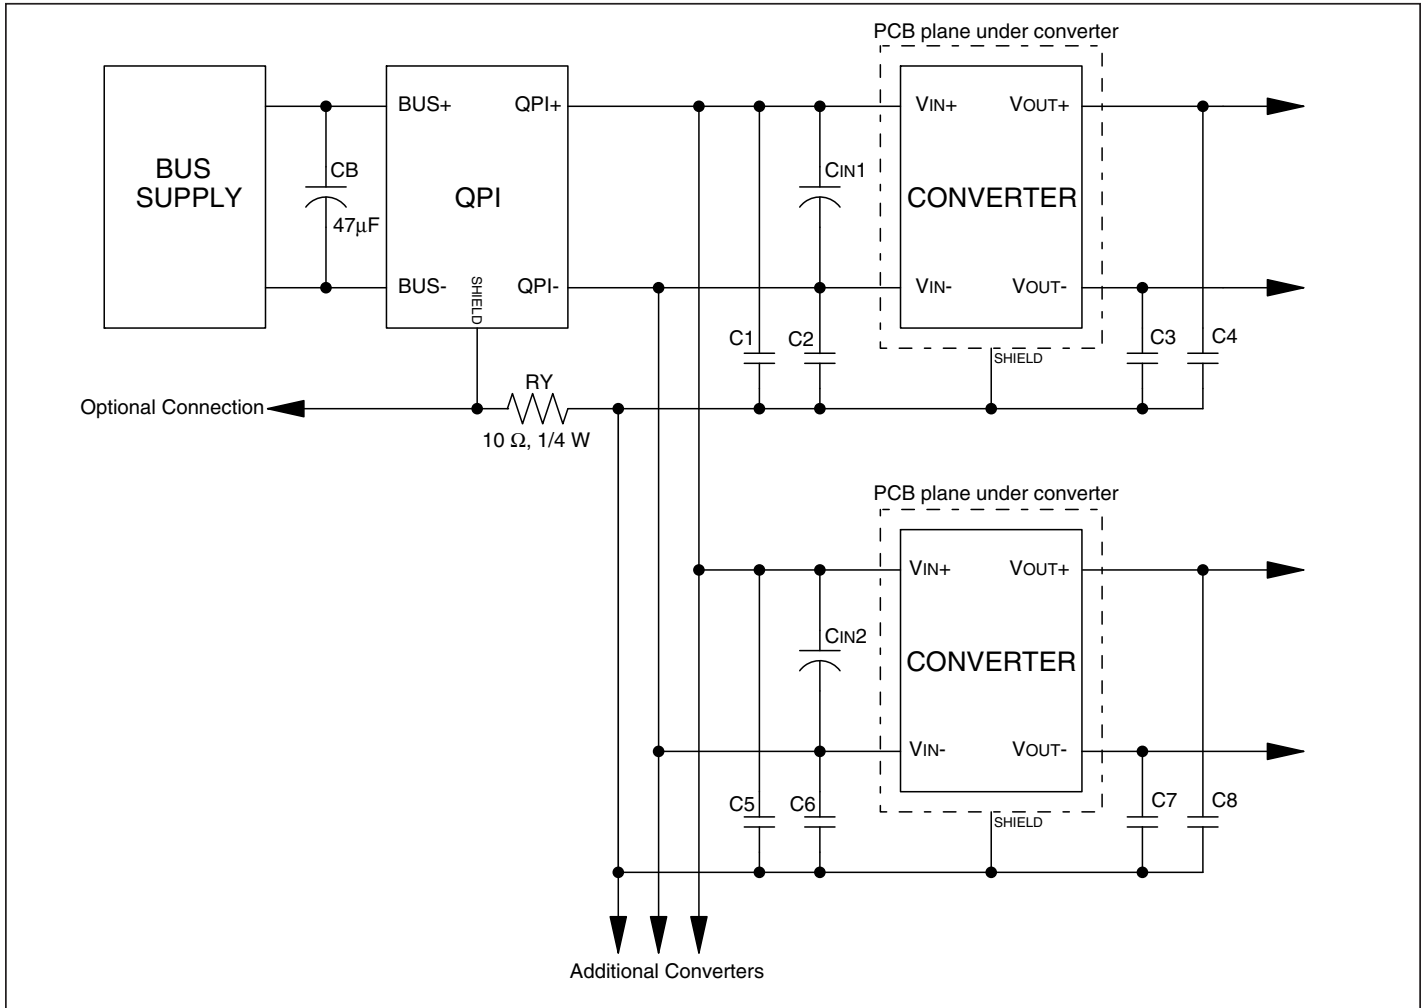 PCB plane under converter
BUS
SUPPLY
CB
47µF
BUS+
QPI+
QPI
BUS-
SHIELD
QPI-
CIN1
VIN+
VOUT+
CONVERTER
VIN-
VOUT-
C1
C2
SHIELD
C3
C4
Optional Connection
RY
10 Ω, 1/4 W
PCB plane under converter
VIN+
VOUT+
CIN2
CONVERTER
VIN-
VOUT-
C5
C6
SHIELD
C7
C8
Additional Converters